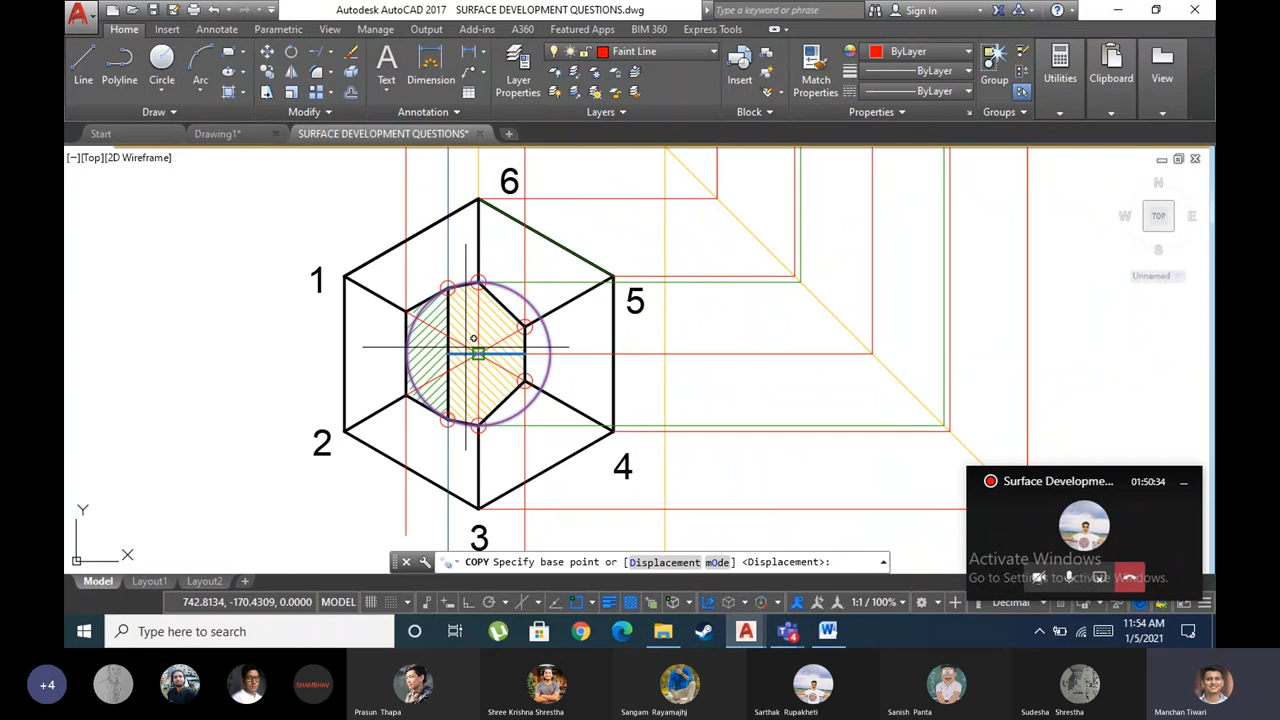 Autodesk AutoCAD 2017 SURFACE DEVELOPMENT QUESTIONS.dwg
Type a keyword or phrase
Sign In
Home Insert Annotate Parametric View Manage Output Add-ins A360 Featured Apps BIM 360 Express Tools
Faint Line
ByLayer
ByLayer
ByLayer
Line Polyline Circle Arc
Text Dimension
Layer Properties
Insert
Match Properties
Group
Utilities Clipboard View
Draw Modify Annotation Layers Block Properties Groups
Start Drawing1* SURFACE DEVELOPMENT QUESTIONS*
[−][Top][2D Wireframe]
N
W TOP E
S
Unnamed
6
1
5
2
4
3
Y
X
Surface Developme... 01:50:34
Activate Windows
Go to Settings to activate Windows.
COPY Specify base point or [Displacement mOde] <Displacement>:
Model Layout1 Layout2
742.8134, -170.4309, 0.0000 MODEL
1:1 / 100%
Decimal
Type here to search
11:54 AM
1/5/2021
+4
SHAMBHAV
Prasun Thapa
Shree Krishna Shrestha
Sangam Rayamajhi
Sarthak Rupakheti
Sanish Panta
Sudesha Shrestha
Manchan Tiwari